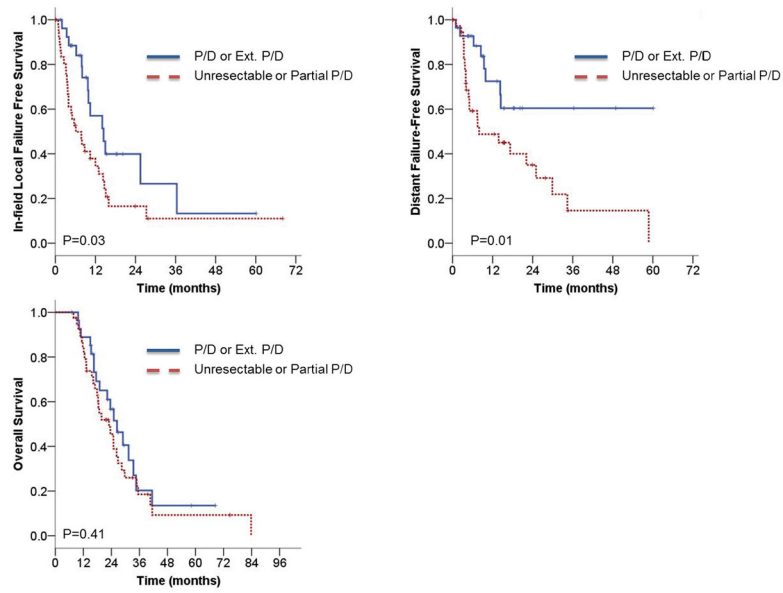 In-field Local Failure Free Survival
1.0
0.8
0.6
0.4
0.2
0.0
P/D or Ext. P/D
Unresectable or Partial P/D
P=0.03
0 12 24 36 48 60 72
Time (months)
Distant Failure-Free Survival
1.0
0.8
0.6
0.4
0.2
0.0
P/D or Ext. P/D
Unresectable or Partial P/D
P=0.01
0 12 24 36 48 60 72
Time (months)
Overall Survival
1.0
0.8
0.6
0.4
0.2
0.0
P/D or Ext. P/D
Unresectable or Partial P/D
P=0.41
0 12 24 36 48 60 72 84 96
Time (months)